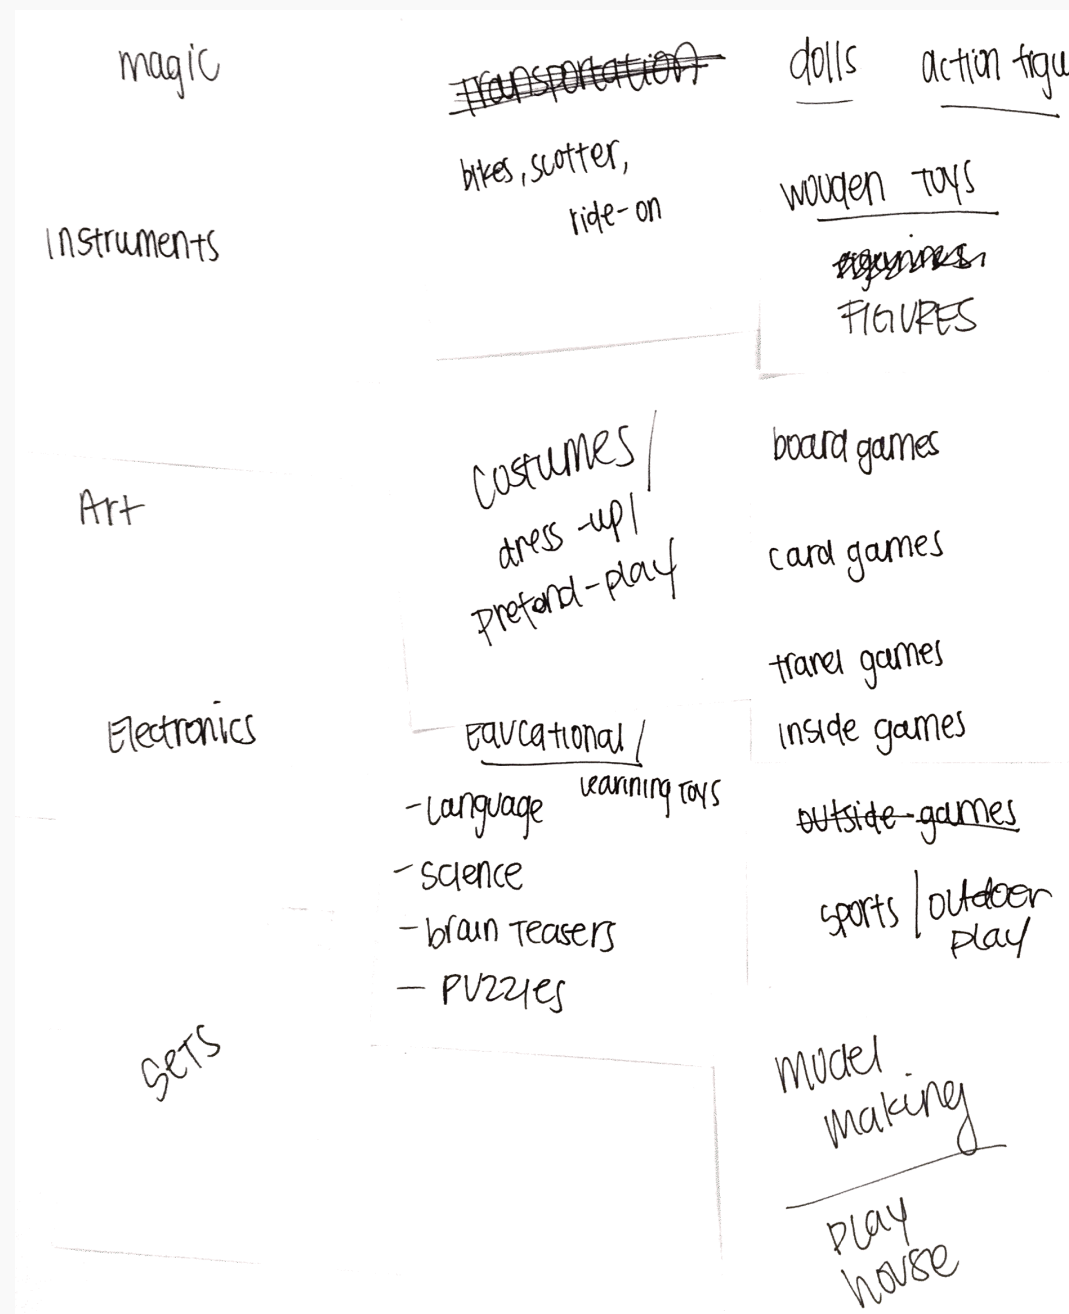 magic
Instruments
Art
Electronics
Sets
transportation
bikes, scotter,
ride-on
Costumes/
dress-up/
pretend-play
Educational/
Learning Toys
-Language
-Science
-brain Teasers
- Puzzles
dolls action figu
wooden Toys
FIGURES
board games
card games
travel games
inside games
outside games
sports | outdoor
play
model
making
play
house